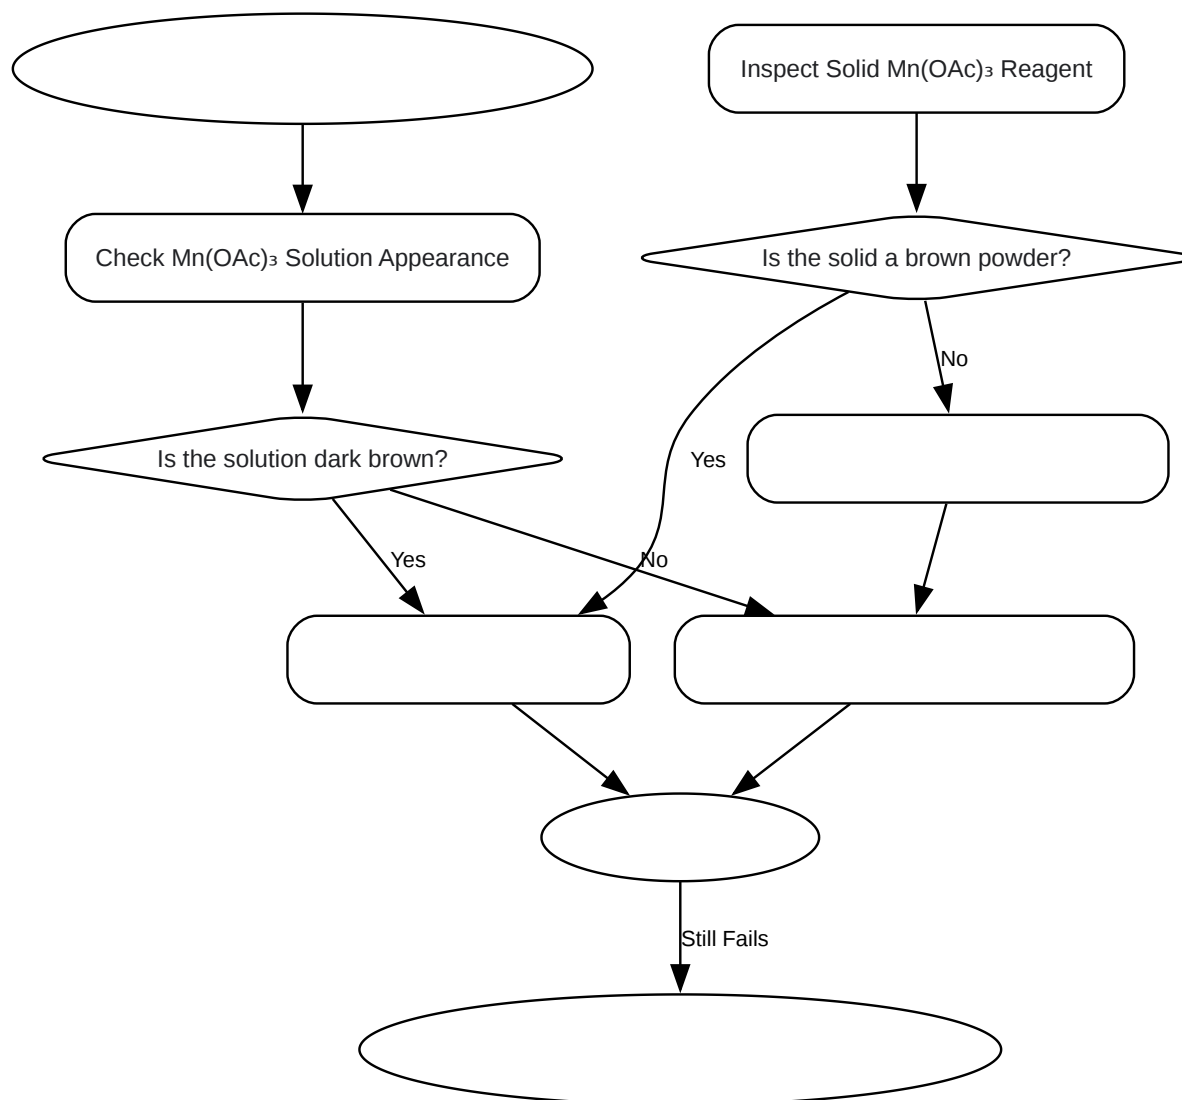 Inspect Solid Mn(OAc)₃ Reagent
Check Mn(OAc)₃ Solution Appearance
Is the solid a brown powder?
No
Is the solution dark brown?
Yes
Yes
No
Still Fails